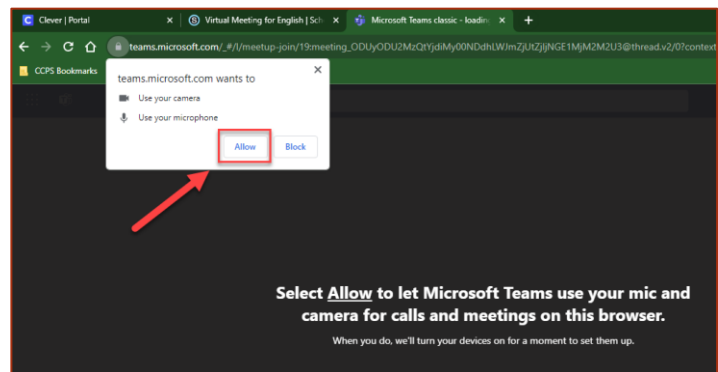 Clever | Portal
Virtual Meeting for English | Sch
Microsoft Teams classic - loadin
teams.microsoft.com/_#/l/meetup-join/19:meeting_ODUyODU2MzQtYjdiMy00NDdhLWJmZjUtZjljNGE1MjM2M2U3@thread.v2/0?context
CCPS Bookmarks
teams.microsoft.com wants to
Use your camera
Use your microphone
Allow
Block
Select Allow to let Microsoft Teams use your mic and
camera for calls and meetings on this browser.
When you do, we'll turn your devices on for a moment to set them up.